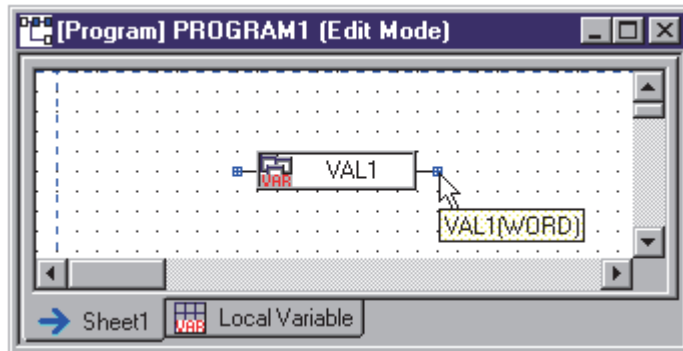 [Program] PROGRAM1 (Edit Mode)
VAR VAL1
VAL1(WORD)
Sheet1 VAR Local Variable